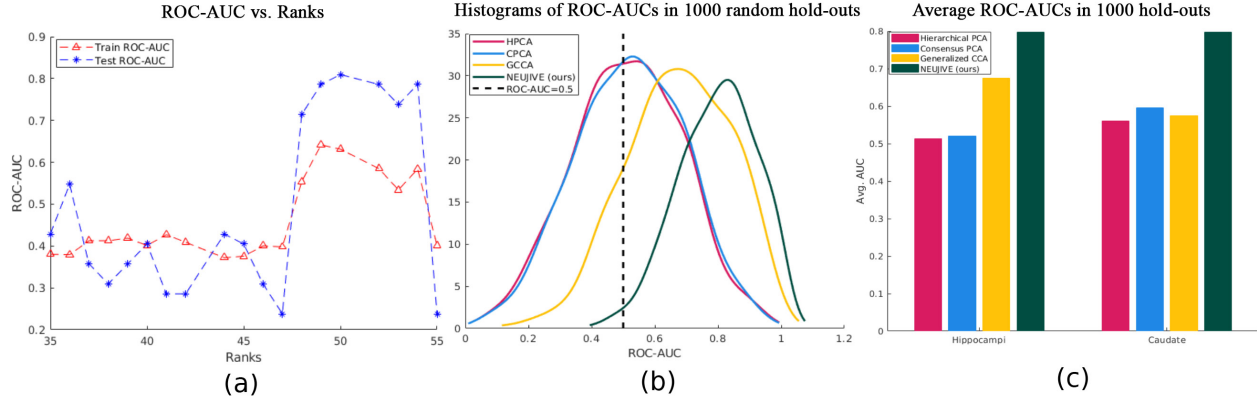 ROC-AUC vs. Ranks
0.9
0.8
0.7
0.6
0.5
0.4
0.3
0.2
ROC-AUC
Train ROC-AUC
Test ROC-AUC
35
40
45
50
55
Ranks
(a)
Histograms of ROC-AUCs in 1000 random hold-outs
35
30
25
20
15
10
5
0
HPCA
CPCA
GCCA
NEUJIVE (ours)
ROC-AUC=0.5
0
0.2
0.4
0.6
0.8
1
1.2
ROC-AUC
(b)
Average ROC-AUCs in 1000 hold-outs
0.8
0.7
0.6
0.5
0.4
0.3
0.2
0.1
0
Avg. AUC
Hierarchical PCA
Consensus PCA
Generalized CCA
NEUJIVE (ours)
Hippocampi
Caudate
(c)